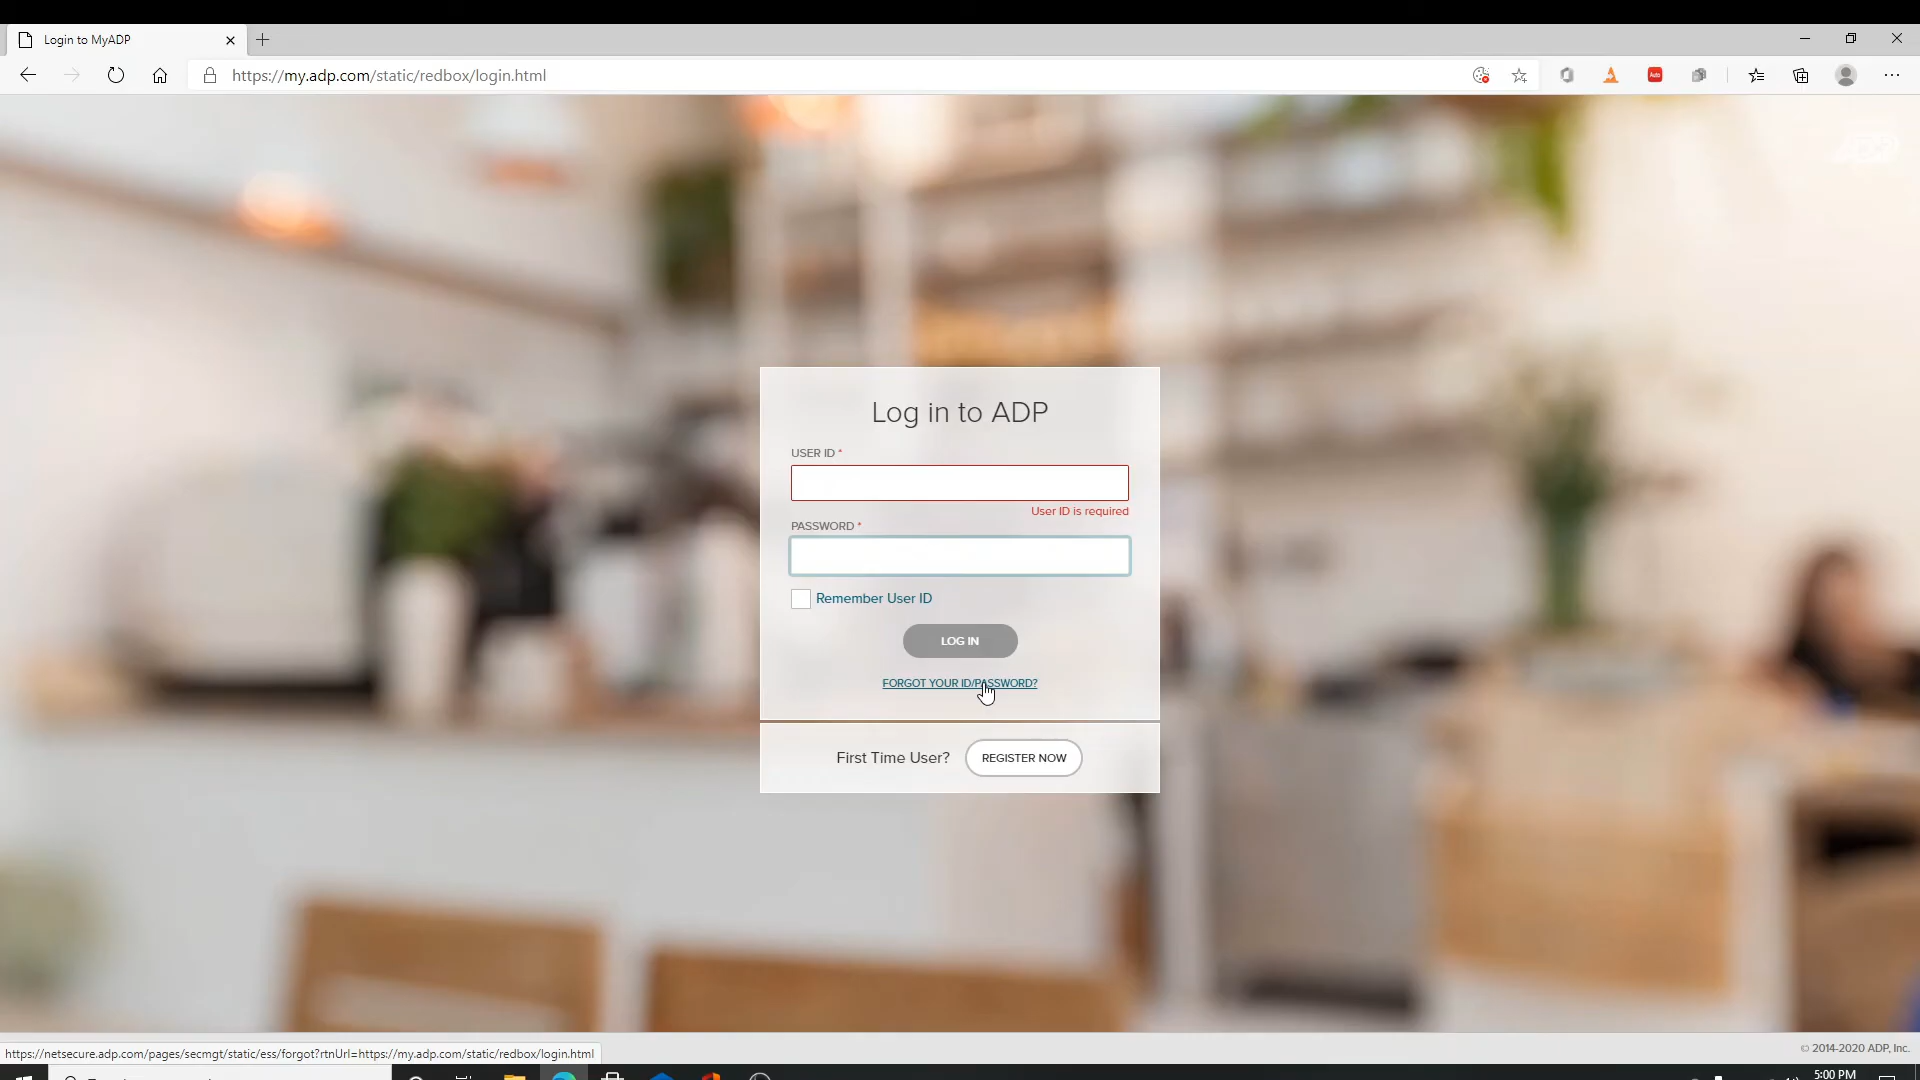 Login to MyADP
https://my.adp.com/static/redbox/login.html
Log in to ADP
USER ID *
User ID is required
PASSWORD *
Remember User ID
LOG IN
FORGOT YOUR ID/PASSWORD?
First Time User?
REGISTER NOW
https://netsecure.adp.com/pages/secmgt/static/ess/forgot?rtnUrl=https://my.adp.com/static/redbox/login.html
© 2014-2020 ADP, Inc.
5:00 PM